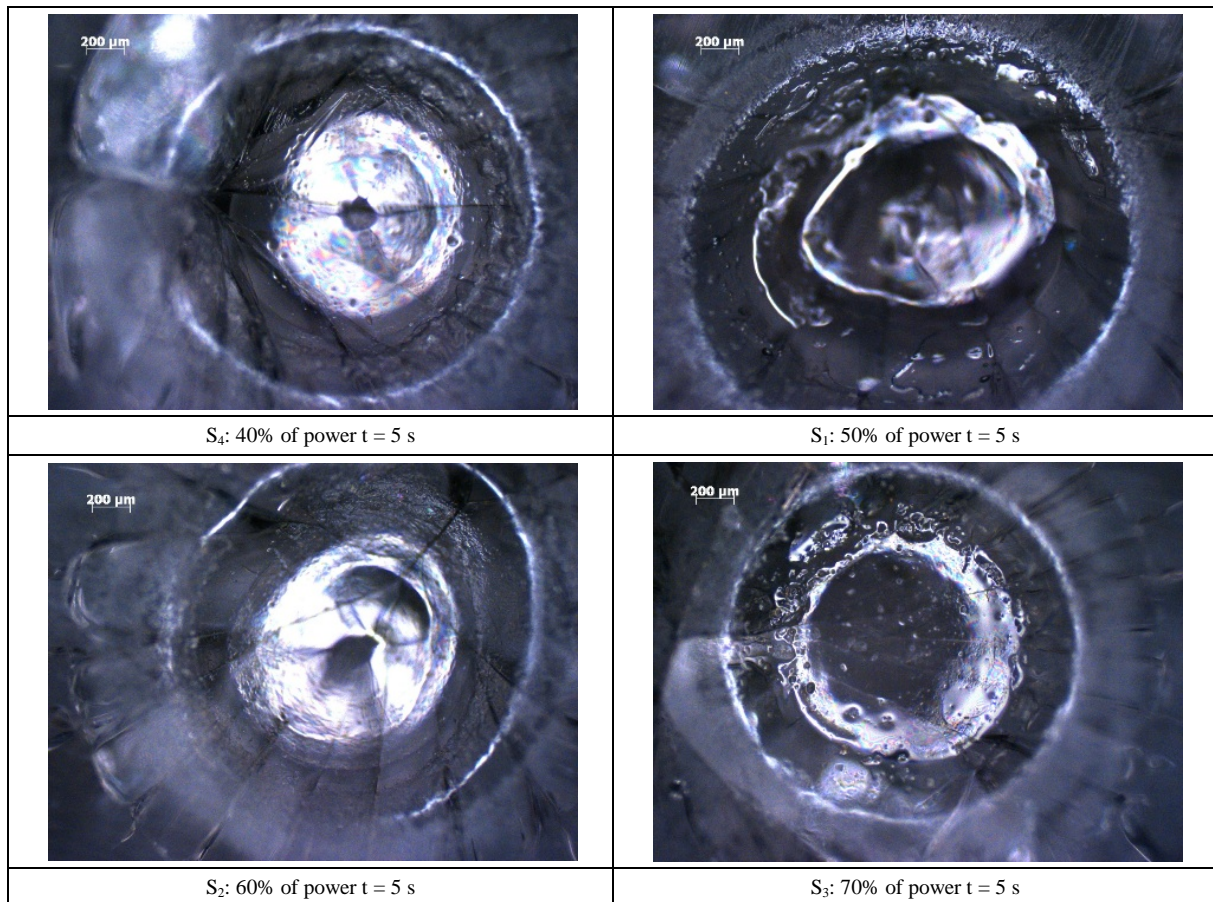 200 µm
200 µm
S₄: 40% of power t = 5 s
S₁: 50% of power t = 5 s
200 µm
200 µm
S₂: 60% of power t = 5 s
S₃: 70% of power t = 5 s